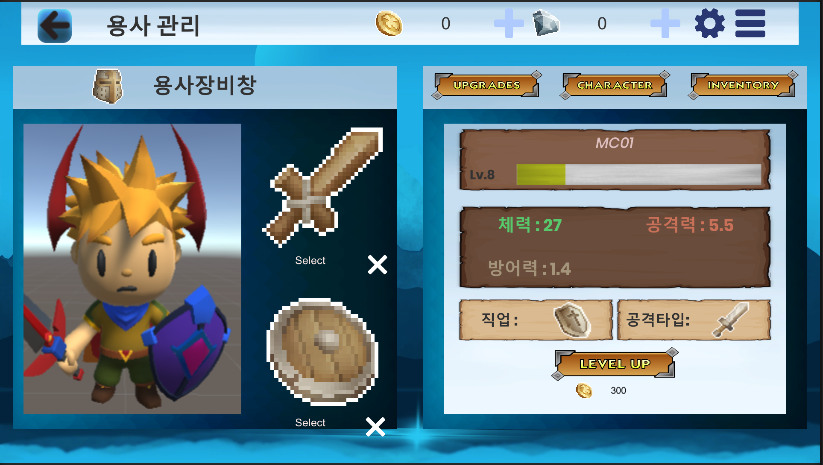 용사 관리
0
0
용사장비창
UPGRADES
CHARACTER
INVENTORY
MC01
Lv.8
체력 : 27
공격력 : 5.5
방어력 : 1.4
Select
직업 :
공격타입:
LEVEL UP
300
Select